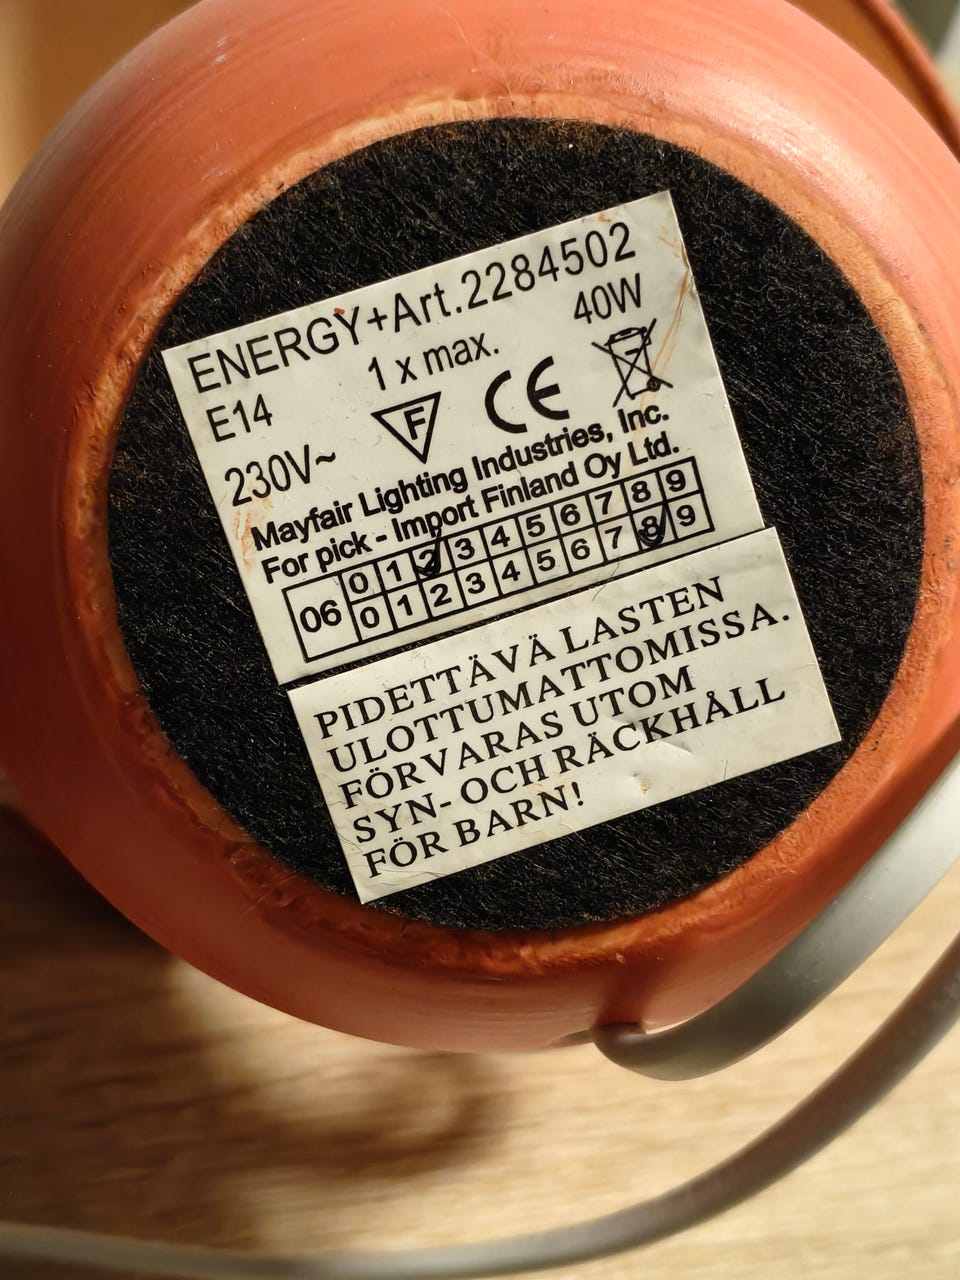 ENERGY+Art.2284502
E14 1 x max. 40W
230V~ F CE
Mayfair Lighting Industries, Inc.
For pick - Import Finland Oy Ltd.
06 0 1 2 3 4 5 6 7 8 9
0 1 2 3 4 5 6 7 8 9
PIDETTÄVÄ LASTEN
ULOTTUMATTOMISSA.
FÖRVARAS UTOM
SYN- OCH RÄCKHÅLL
FÖR BARN!